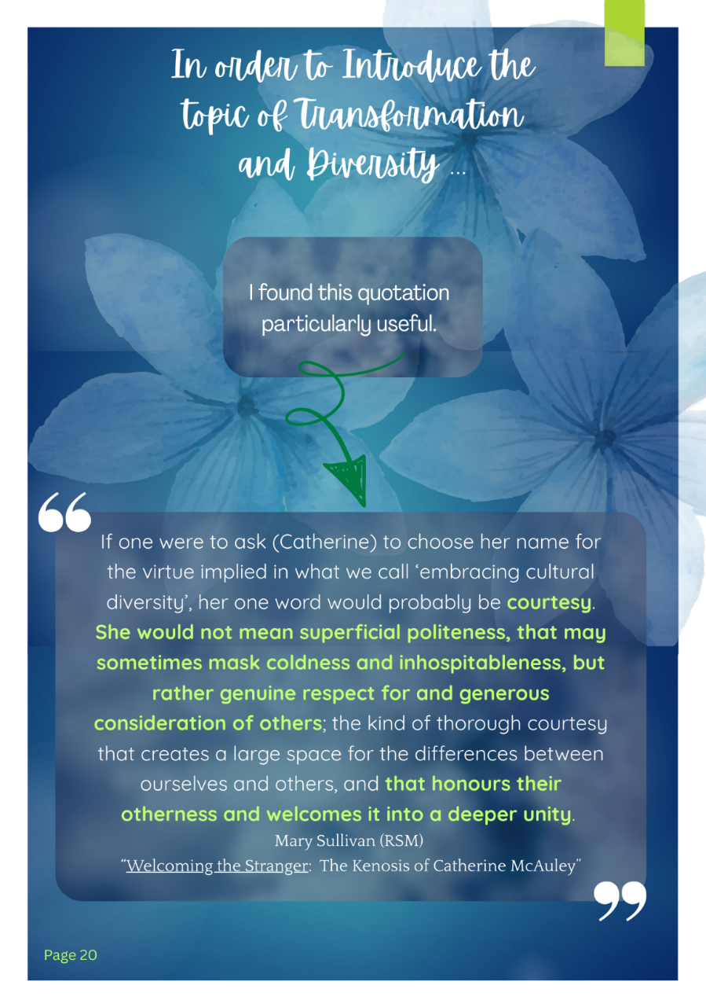 In order to Introduce the
topic of Transformation
and Diversity ...
I found this quotation
particularly useful.
“
If one were to ask (Catherine) to choose her name for
the virtue implied in what we call ‘embracing cultural
diversity’, her one word would probably be courtesy.
She would not mean superficial politeness, that may
sometimes mask coldness and inhospitableness, but
rather genuine respect for and generous
consideration of others; the kind of thorough courtesy
that creates a large space for the differences between
ourselves and others, and that honours their
otherness and welcomes it into a deeper unity.
Mary Sullivan (RSM)
“Welcoming the Stranger:  The Kenosis of Catherine McAuley”
”
Page 20